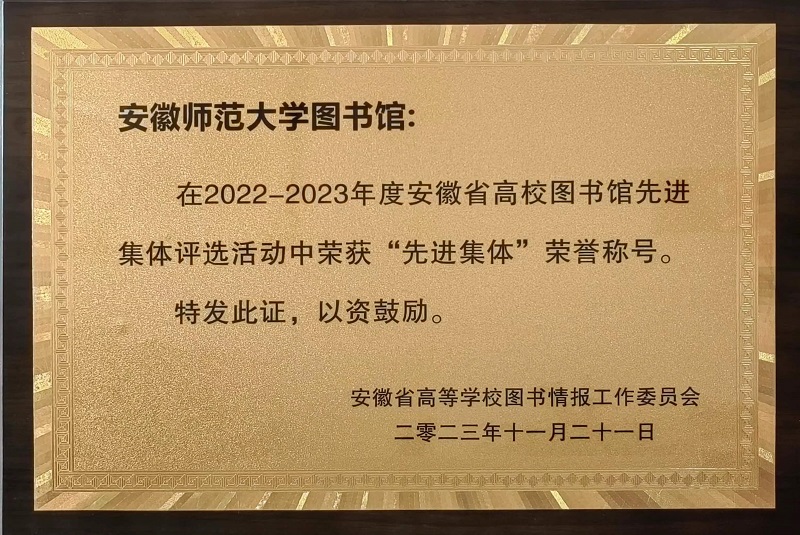 安徽师范大学图书馆:
在2022-2023年度安徽省高校图书馆先进
集体评选活动中荣获“先进集体”荣誉称号。
特发此证，以资鼓励。
安徽省高等学校图书情报工作委员会
二零二三年十一月二十一日